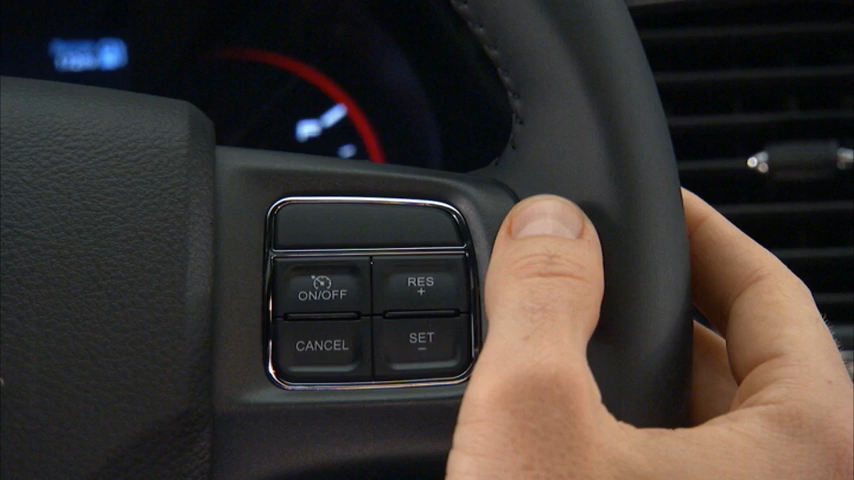 ON/OFF
RES
+
CANCEL
SET
-